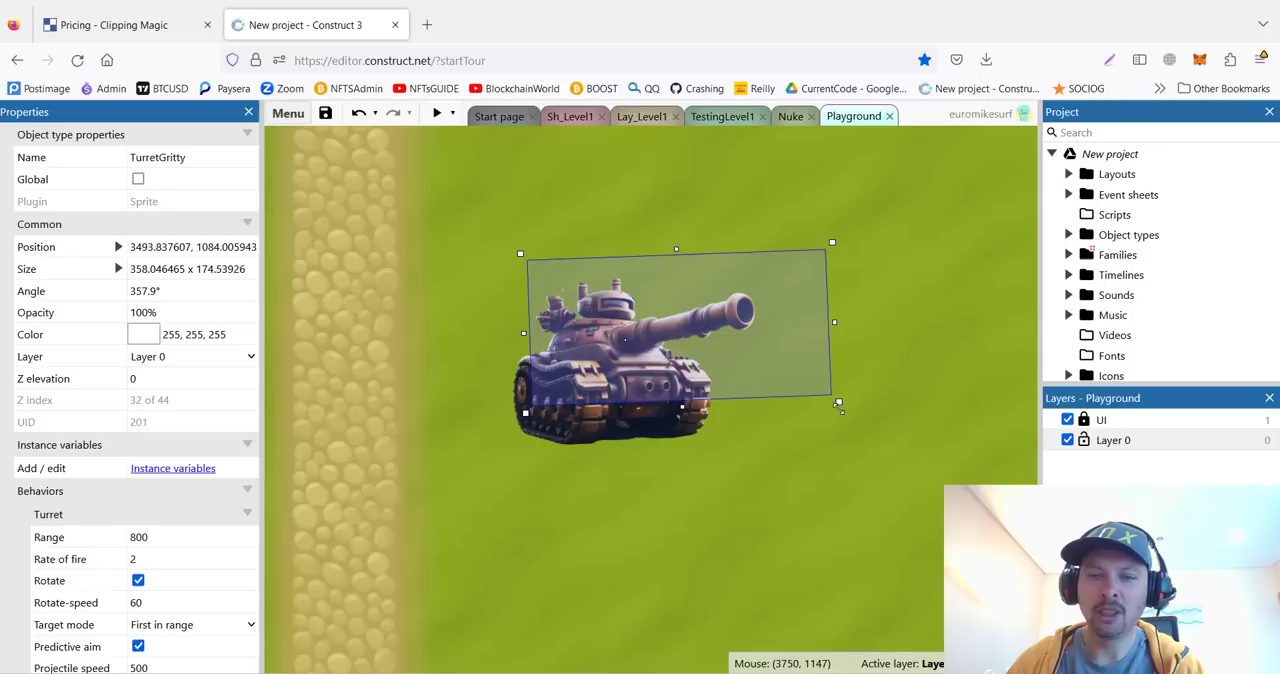 Pricing - Clipping Magic
New project - Construct 3
https://editor.construct.net/?startTour
Postimage
Admin
BTCUSD
Paysera
Zoom
NFTSAdmin
NFTsGUIDE
BlockchainWorld
BOOST
QQ
Crashing
Reilly
CurrentCode - Google...
New project - Constru...
SOCIOG
Other Bookmarks
Properties
Menu
Start page
Sh_Level1
Lay_Level1
TestingLevel1
Nuke
Playground
euromikesurf
Project
Object type properties
Name TurretGritty
Global
Plugin Sprite
Common
Position 3493.837607, 1084.005943
Size 358.046465 x 174.53926
Angle 357.9°
Opacity 100%
Color 255, 255, 255
Layer Layer 0
Z elevation 0
Z index 32 of 44
UID 201
Instance variables
Add / edit Instance variables
Behaviors
Turret
Range 800
Rate of fire 2
Rotate
Rotate-speed 60
Target mode First in range
Predictive aim
Projectile speed 500
Search
New project
Layouts
Event sheets
Scripts
Object types
Families
Timelines
Sounds
Music
Videos
Fonts
Icons
Layers - Playground
UI 1
Layer 0 0
Mouse: (3750, 1147)
Active layer: Laye